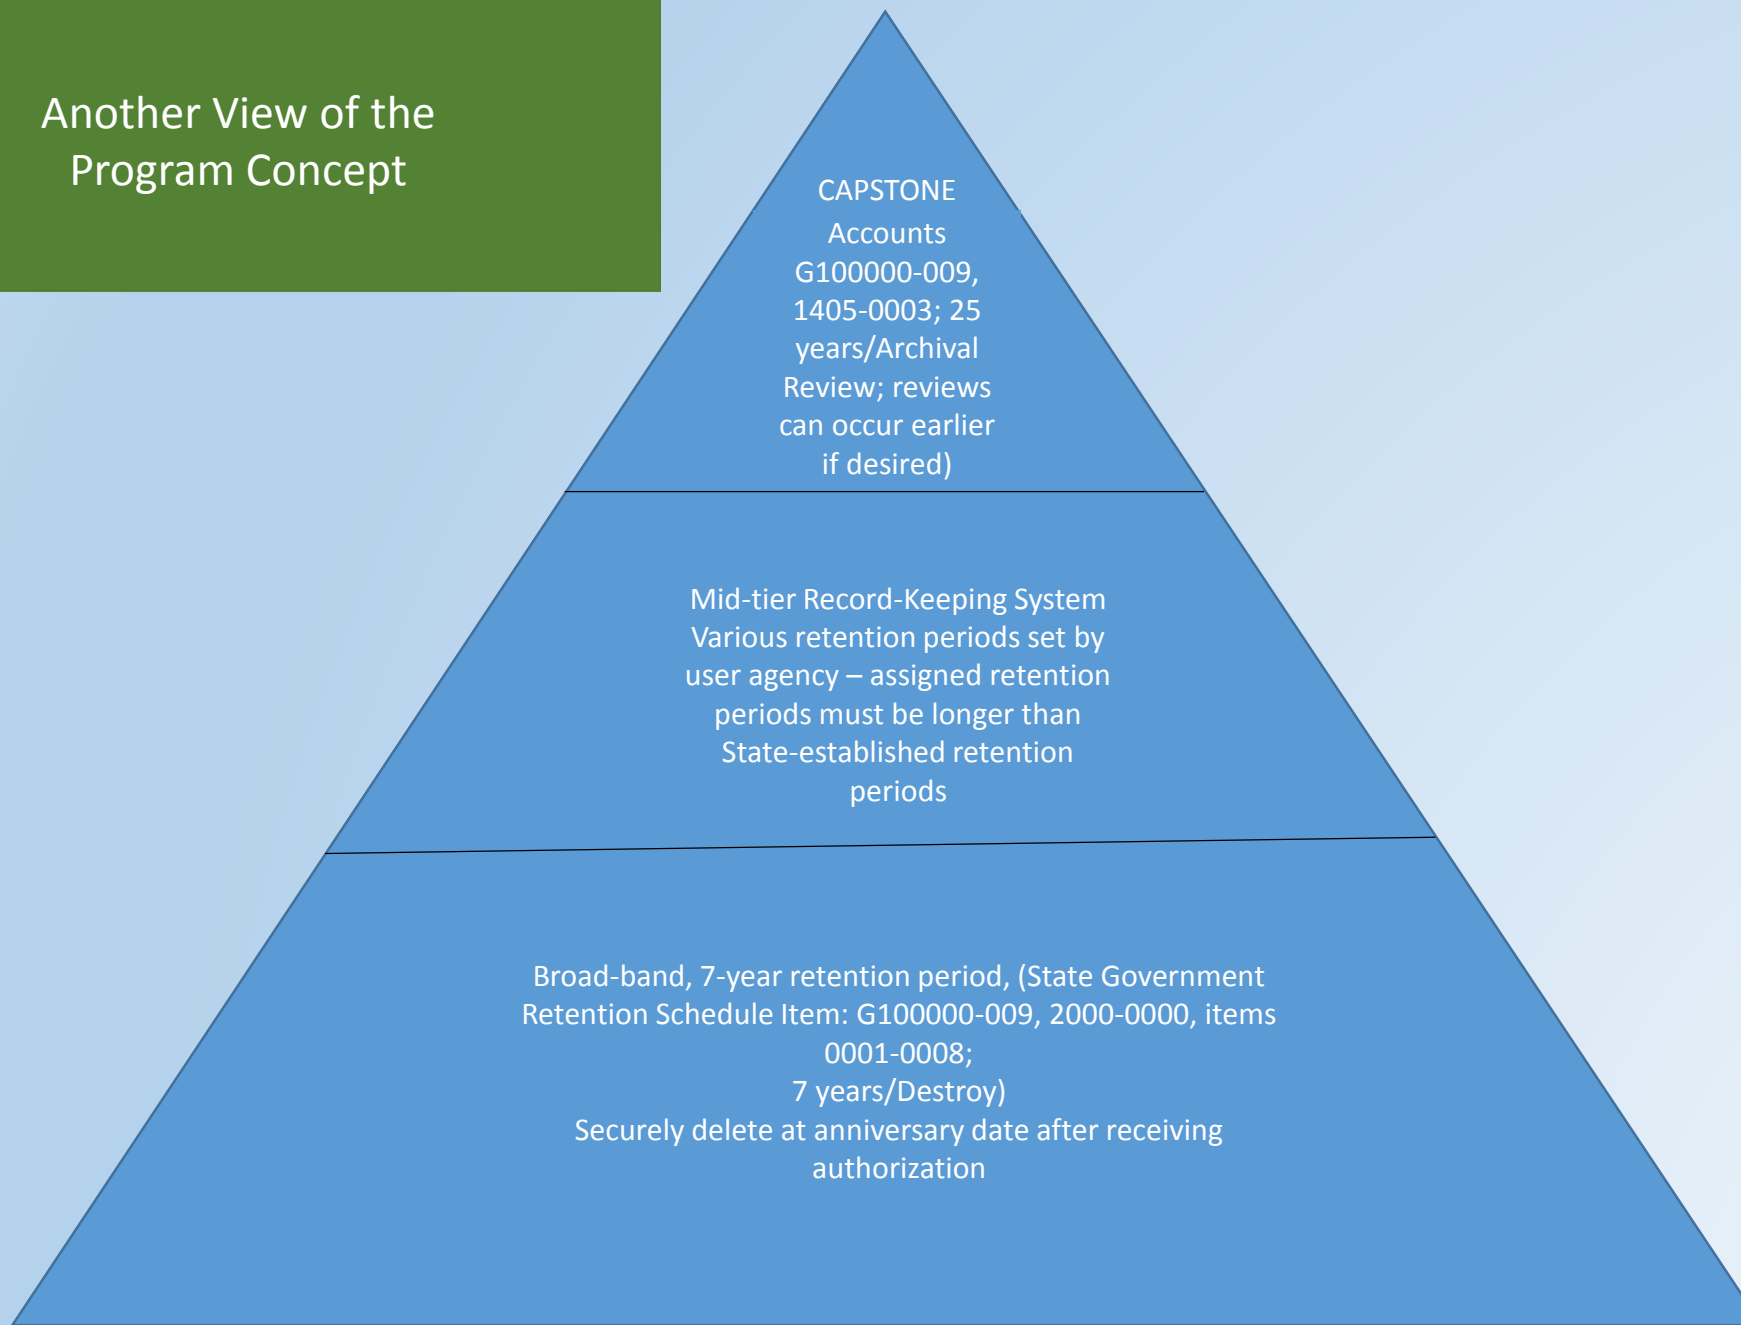 Another View of the
Program Concept
CAPSTONE
Accounts
G100000-009,
1405-0003; 25
years/Archival
Review; reviews
can occur earlier
if desired)
Mid-tier Record-Keeping System
Various retention periods set by
user agency – assigned retention
periods must be longer than
State-established retention
periods
Broad-band, 7-year retention period, (State Government
Retention Schedule Item: G100000-009, 2000-0000, items
0001-0008;
7 years/Destroy)
Securely delete at anniversary date after receiving
authorization